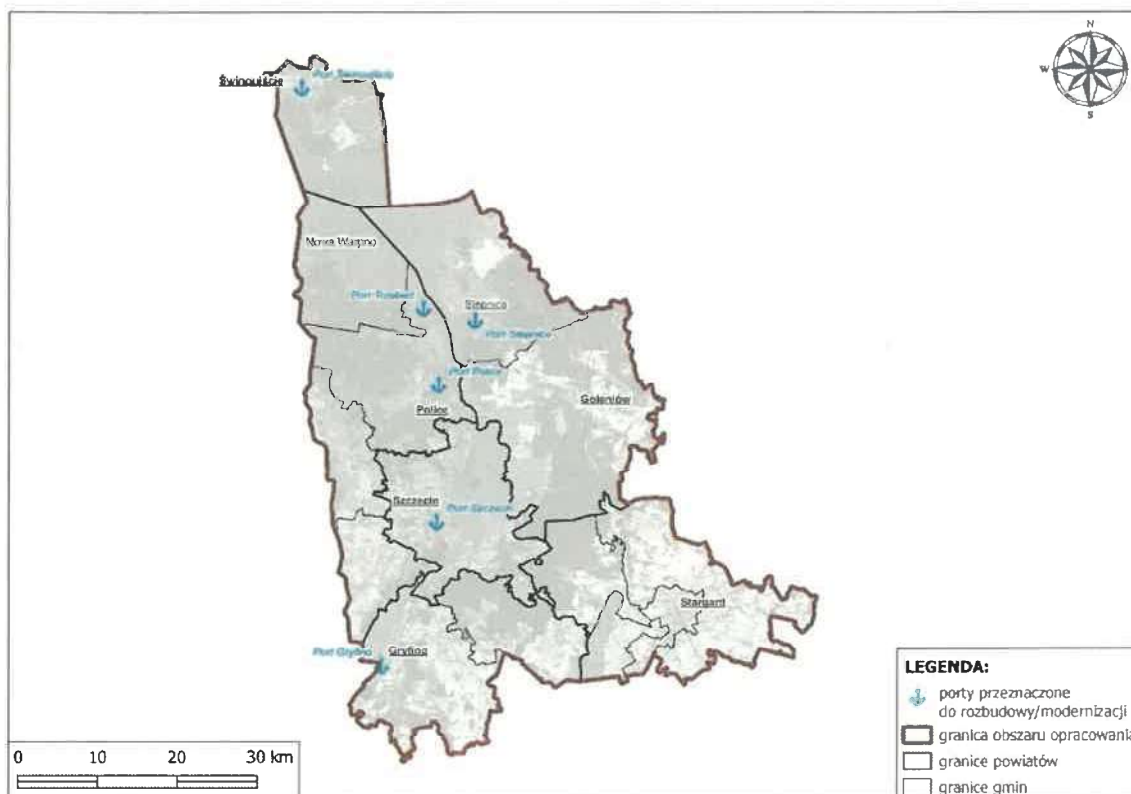 N
W
S
Świnoujście
Port Świnoujście
Nowe Warpno
Port Trzebież
Stepnica
Port Stepnica
Port Police
Police
Goleniów
Szczecin
Port Szczecin
Stargard
Port Gryfino
Gryfino
LEGENDA:
porty przeznaczone
do rozbudowy/modernizacji
granica obszaru opracowania
granice powiatów
granice gmin
0 10 20 30 km